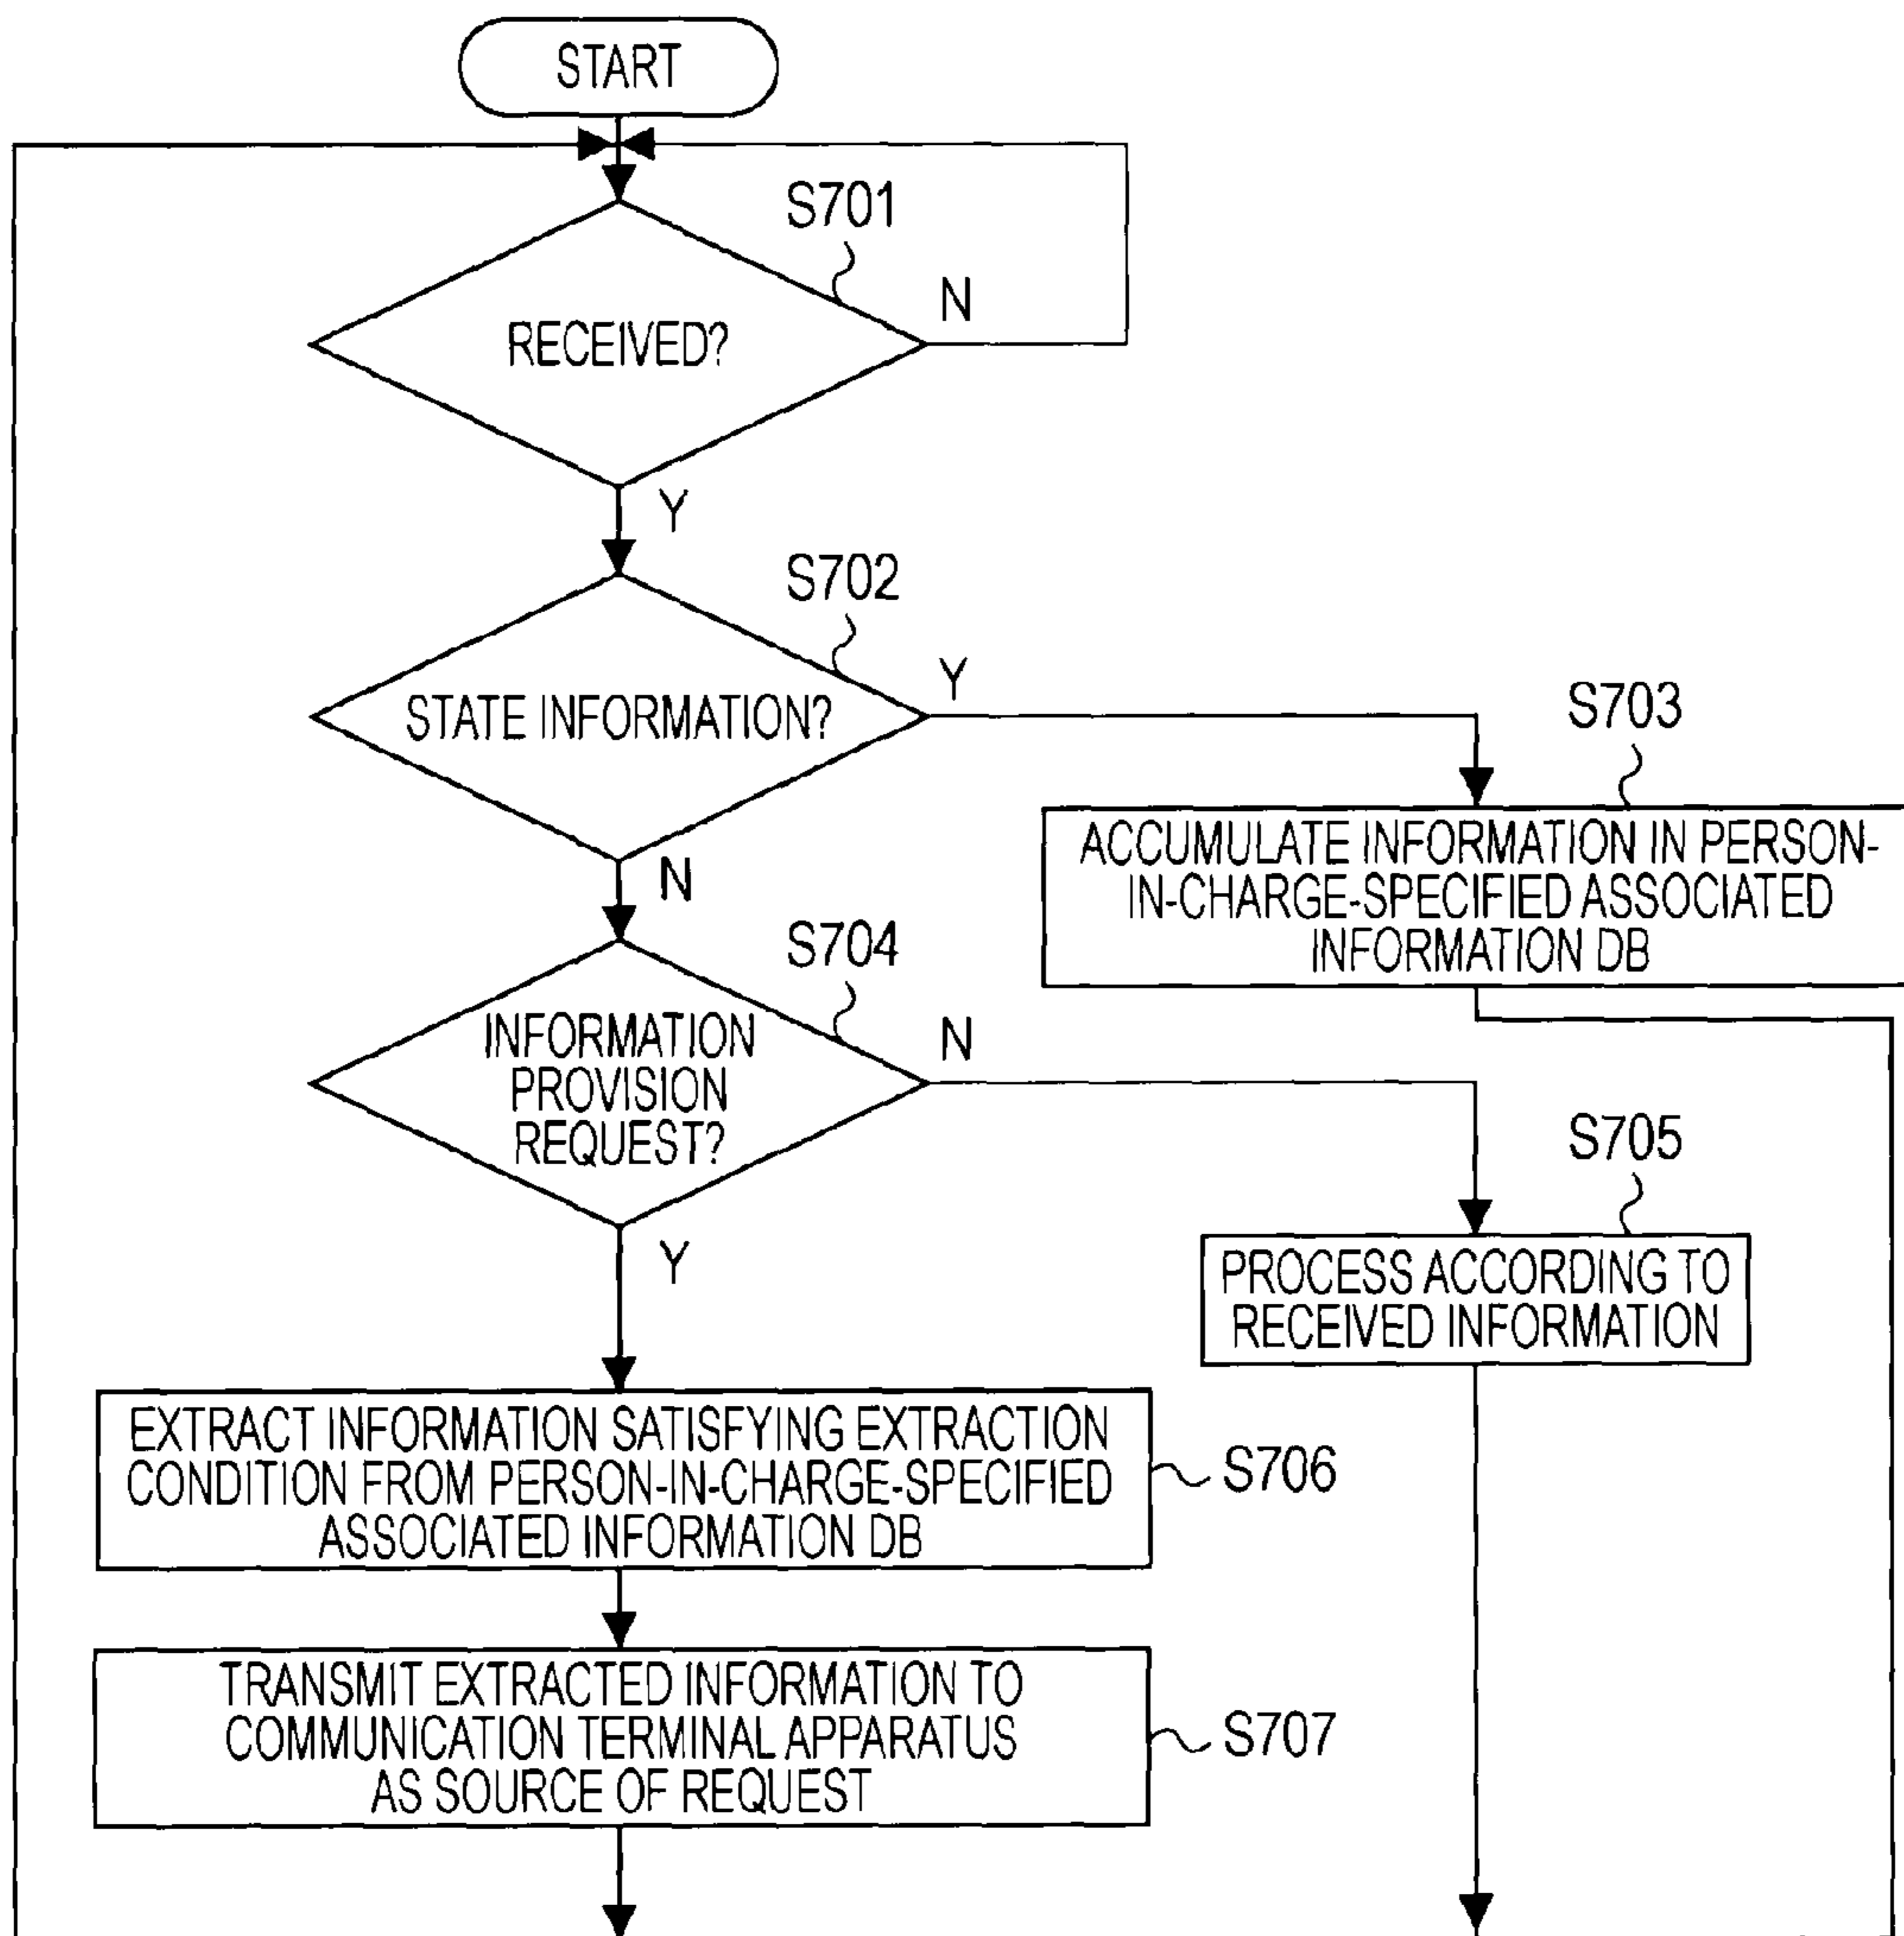 START
S701
N
RECEIVED?
Y
S702
Y
STATE INFORMATION?
S703
ACCUMULATE INFORMATION IN PERSON-
IN-CHARGE-SPECIFIED ASSOCIATED
INFORMATION DB
N
S704
N
INFORMATION
PROVISION
REQUEST?
S705
PROCESS ACCORDING TO
RECEIVED INFORMATION
Y
EXTRACT INFORMATION SATISFYING EXTRACTION
CONDITION FROM PERSON-IN-CHARGE-SPECIFIED
ASSOCIATED INFORMATION DB
S706
TRANSMIT EXTRACTED INFORMATION TO
COMMUNICATION TERMINAL APPARATUS
AS SOURCE OF REQUEST
S707